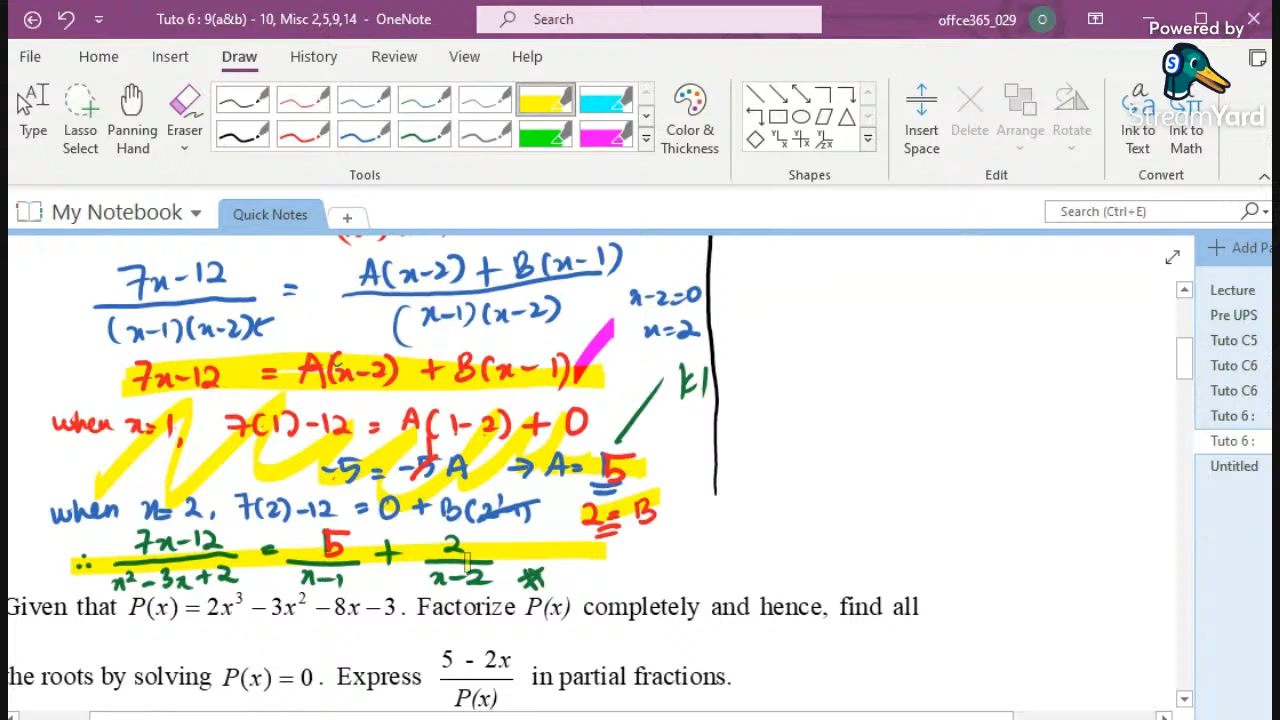 Tuto 6 : 9(a&b) - 10, Misc 2,5,9,14 - OneNote
Search
offce365_029
Powered by
StreamYard
File Home Insert Draw History Review View Help
Type
Lasso Select
Panning Hand
Eraser
Color & Thickness
Insert Space
Delete
Arrange
Rotate
Ink to Text
Ink to Math
Tools
Shapes
Edit
Convert
My Notebook
Quick Notes
Search (Ctrl+E)
Add Pa
Lecture
Pre UPS
Tuto C5
Tuto C6
Tuto C6
Tuto 6 :
Tuto 6 :
Untitled
7x-12 / (x-1)(x-2) = A(x-2) + B(x-1) / (x-1)(x-2)
x-2=0
x=2
7x-12 = A(x-2) + B(x-1)
K1
when x=1, 7(1)-12 = A(1-2) + 0
-5 = A ⇒ A= 5
when x=2, 7(2)-12 = 0 + B(2-1)
2 = B
∴ 7x-12 / x²-3x+2 = 5 / x-1 + 2 / x-2
Given that P(x) = 2x³ − 3x² − 8x − 3. Factorize P(x) completely and hence, find all
the roots by solving P(x) = 0. Express 5 - 2x / P(x) in partial fractions.